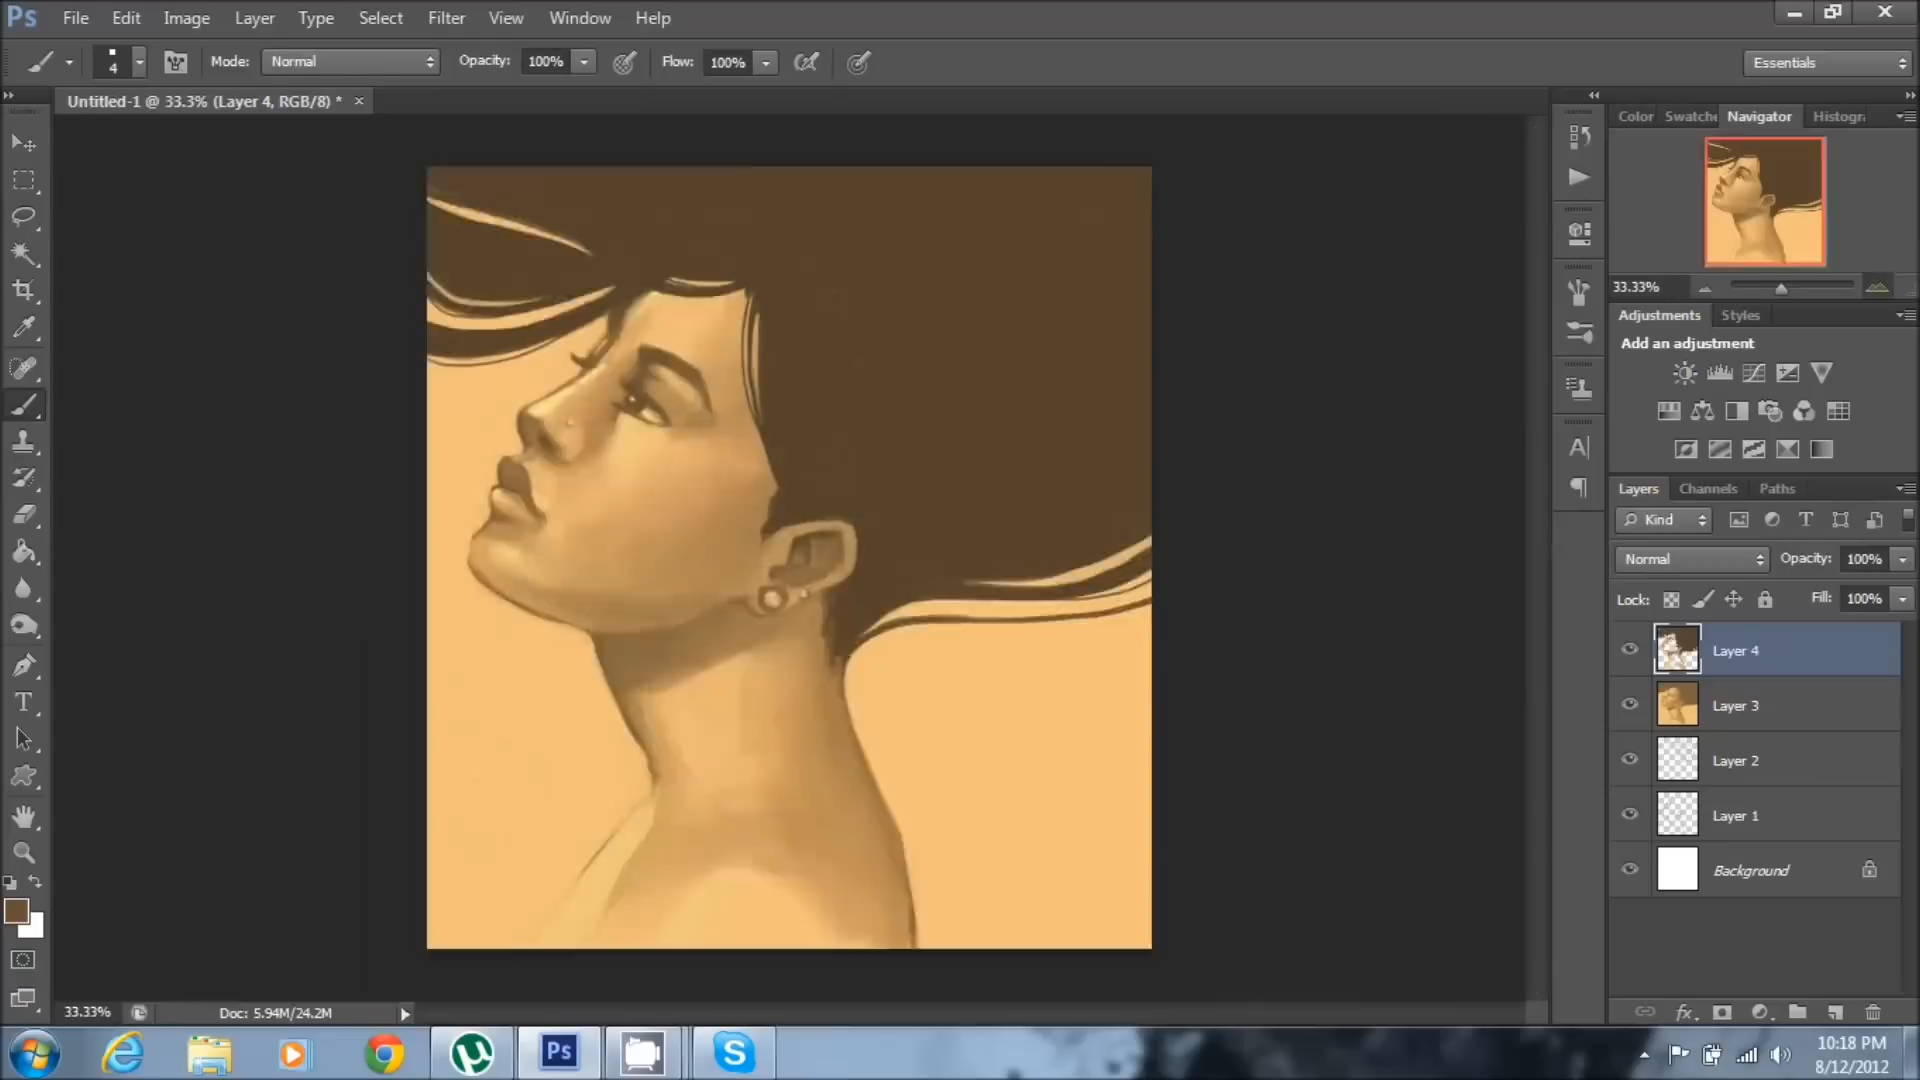 Ps File Edit Image Layer Type Select Filter View Window Help
4 Mode: Normal Opacity: 100% Flow: 100% Essentials
Untitled-1 @ 33.3% (Layer 4, RGB/8) *
Color Swatche Navigator Histogra
33.33%
Adjustments Styles
Add an adjustment
Layers Channels Paths
Kind
Normal Opacity: 100%
Lock: Fill: 100%
Layer 4
Layer 3
Layer 2
Layer 1
Background
33.33% Doc: 5.94M/24.2M
Ps
10:18 PM
8/12/2012